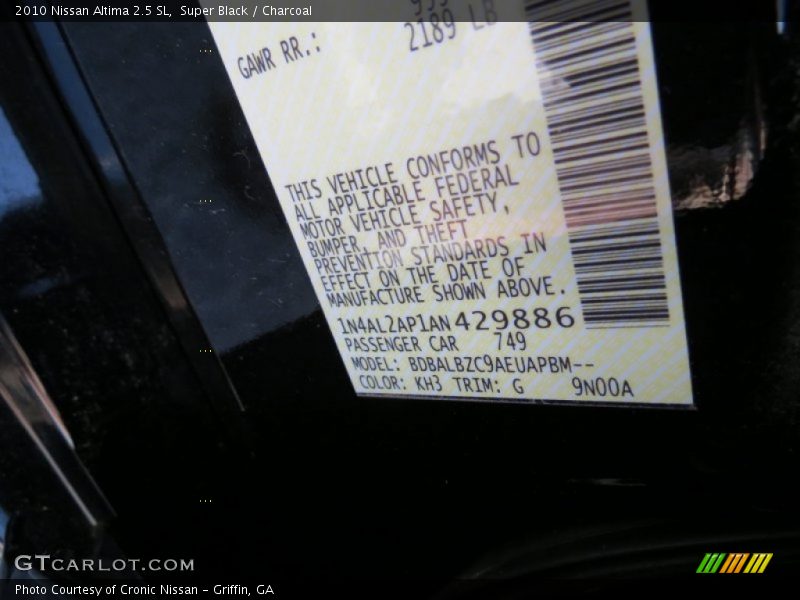 2010 Nissan Altima 2.5 SL, Super Black / Charcoal
GAWR RR.: 2189 LB
THIS VEHICLE CONFORMS TO
ALL APPLICABLE FEDERAL
MOTOR VEHICLE SAFETY,
BUMPER, AND THEFT
PREVENTION STANDARDS IN
EFFECT ON THE DATE OF
MANUFACTURE SHOWN ABOVE.
1N4AL2AP1AN429886
PASSENGER CAR 749
MODEL: BDBALBZC9AEUAPBM--
COLOR: KH3 TRIM: G 9N00A
GTCARLOT.COM
Photo Courtesy of Cronic Nissan - Griffin, GA